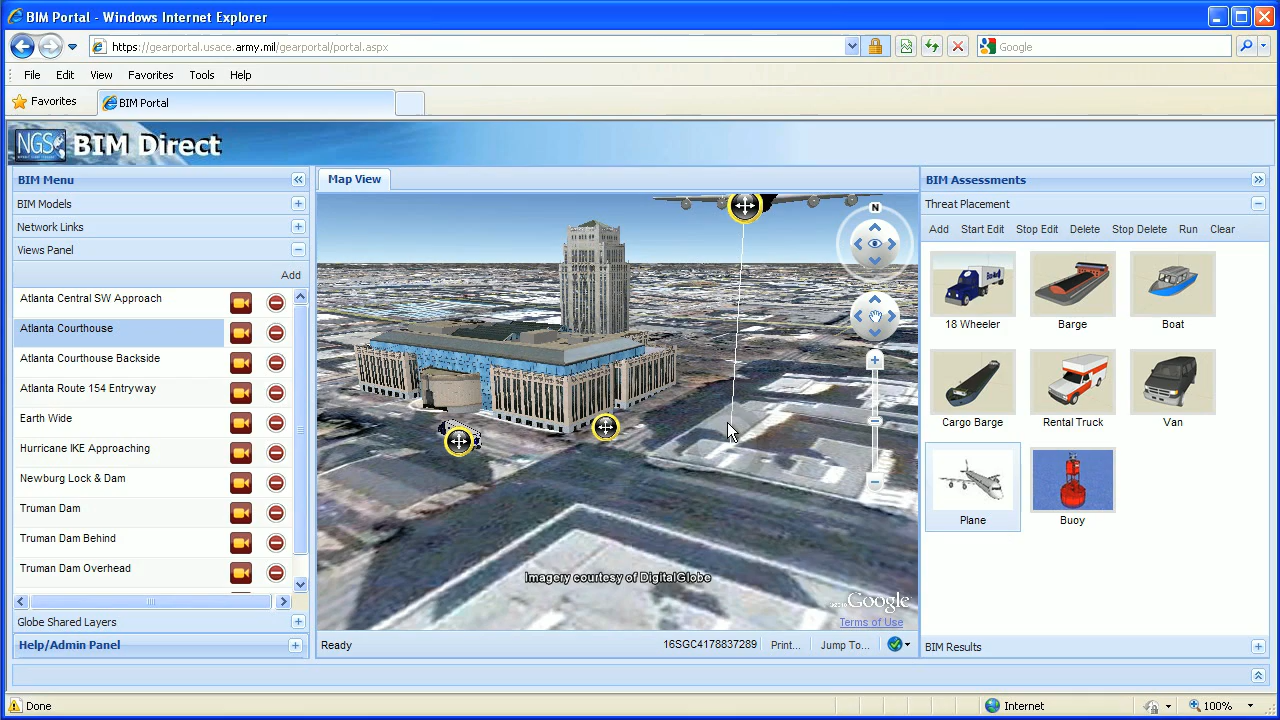 BIM Portal - Windows Internet Explorer
https://gearportal.usace.army.mil/gearportal/portal.aspx
Google
File Edit View Favorites Tools Help
Favorites
BIM Portal
NGS
BIM Direct
BIM Menu
BIM Models
Network Links
Views Panel
Add
Atlanta Central SW Approach
Atlanta Courthouse
Atlanta Courthouse Backside
Atlanta Route 154 Entryway
Earth Wide
Hurricane IKE Approaching
Newburg Lock & Dam
Truman Dam
Truman Dam Behind
Truman Dam Overhead
Globe Shared Layers
Help/Admin Panel
Map View
N
Imagery courtesy of DigitalGlobe
Google
Terms of Use
Ready
16SGC4178837289
Print...
Jump To...
BIM Assessments
Threat Placement
Add Start Edit Stop Edit Delete Stop Delete Run Clear
18 Wheeler
Barge
Boat
Cargo Barge
Rental Truck
Van
Plane
Buoy
BIM Results
Done
Internet
100%